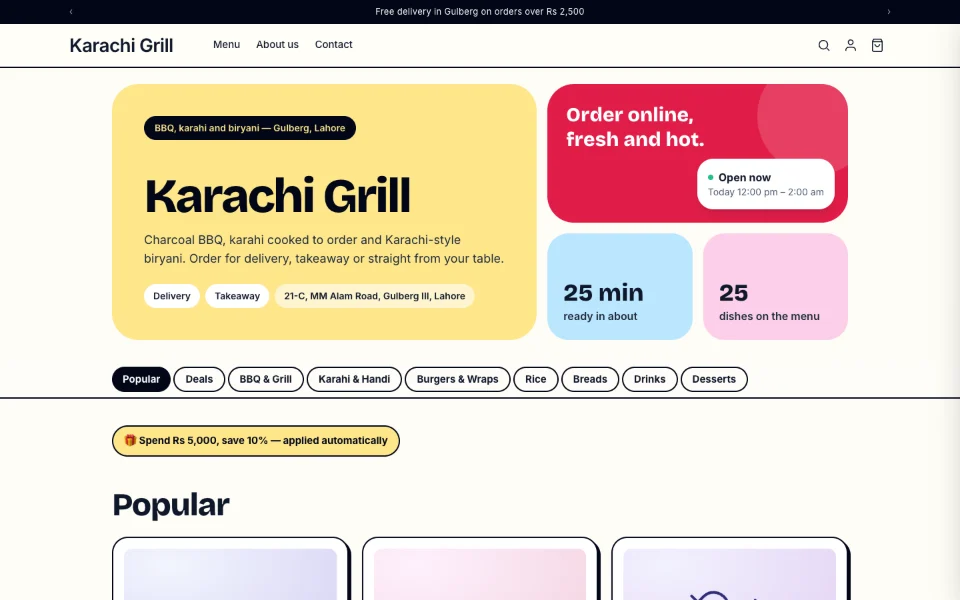 Free delivery in Gulberg on orders over Rs 2,500
Karachi Grill
Menu
About us
Contact
BBQ, karahi and biryani — Gulberg, Lahore
Karachi Grill
Charcoal BBQ, karahi cooked to order and Karachi-style
biryani. Order for delivery, takeaway or straight from your table.
Delivery
Takeaway
21-C, MM Alam Road, Gulberg III, Lahore
Order online,
fresh and hot.
Open now
Today 12:00 pm – 2:00 am
25 min
ready in about
25
dishes on the menu
Popular
Deals
BBQ & Grill
Karahi & Handi
Burgers & Wraps
Rice
Breads
Drinks
Desserts
🎁 Spend Rs 5,000, save 10% — applied automatically
Popular